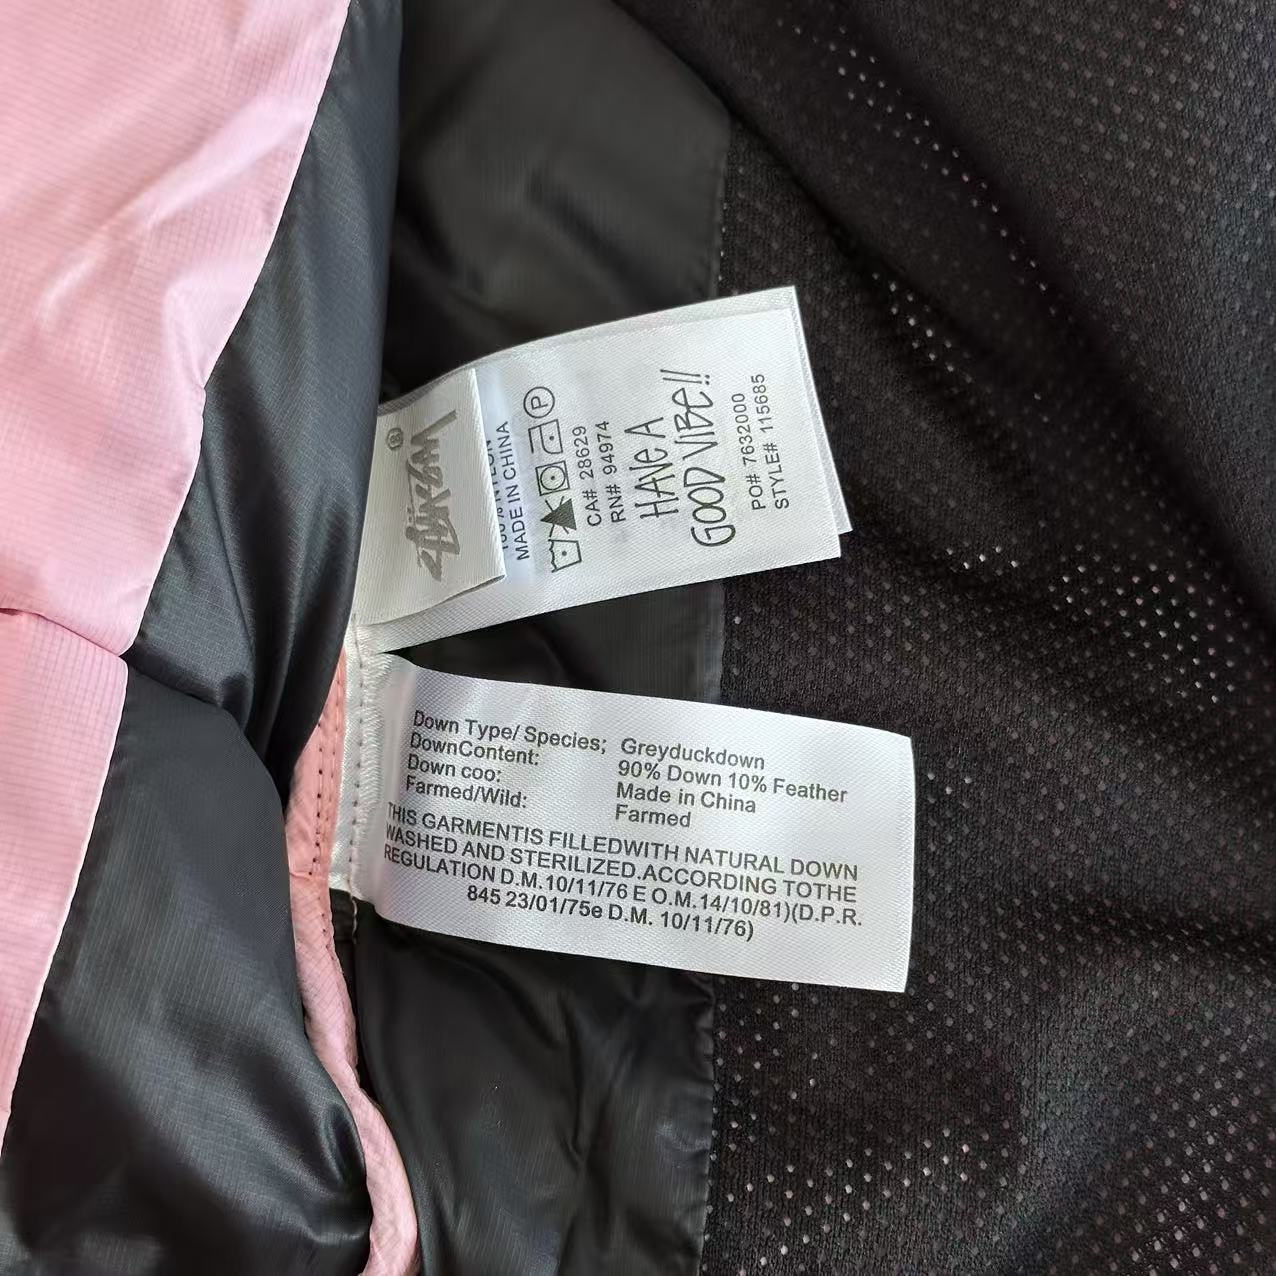 STÜSSY ®
100% NYLON
MADE IN CHINA
P
CA# 28629
RN# 94974
HAVE A
GOOD VIBE!!
PO# 7632000
STYLE# 115685
Down Type/ Species; Greyduckdown
DownContent: 90% Down 10% Feather
Down coo: Made in China
Farmed/Wild: Farmed
THIS GARMENTIS FILLEDWITH NATURAL DOWN
WASHED AND STERILIZED.ACCORDING TOTHE
REGULATION D.M.10/11/76 E O.M.14/10/81)(D.P.R.
845 23/01/75e D.M. 10/11/76)